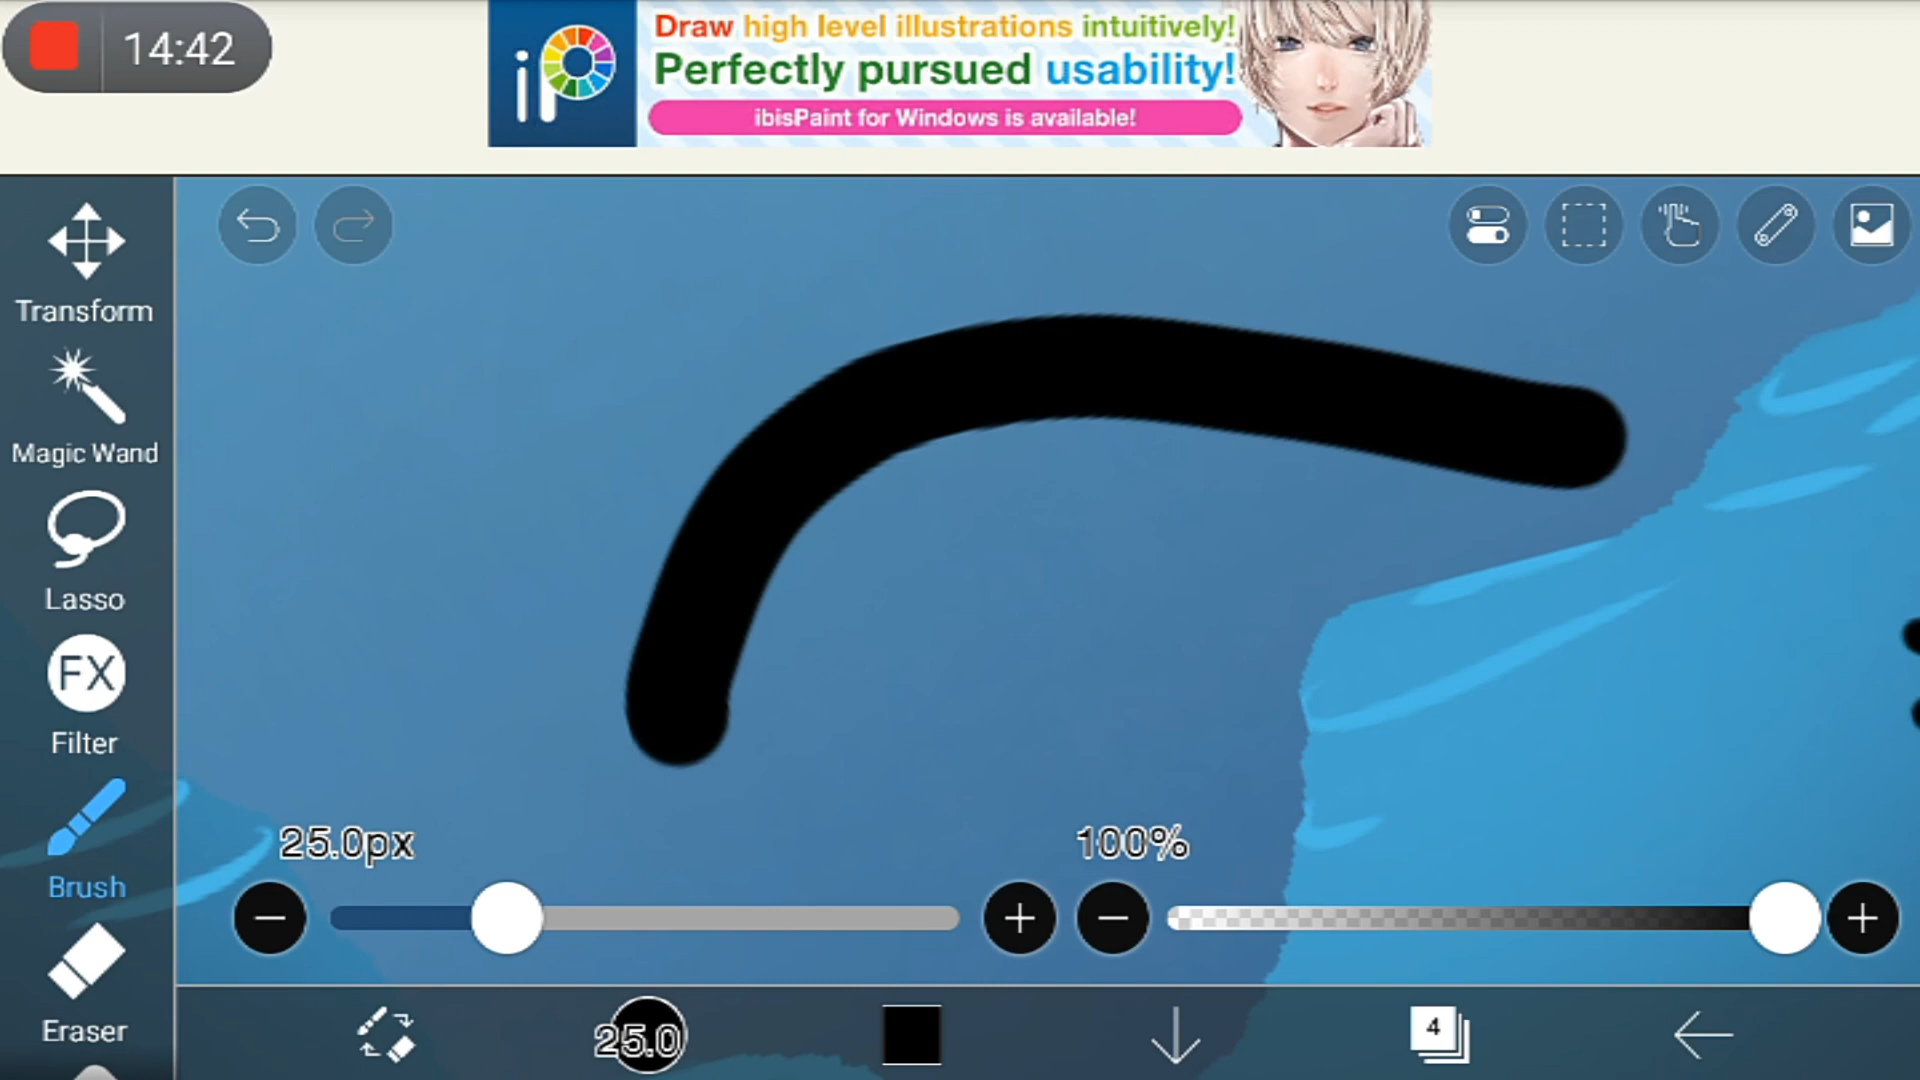 14:42
iP
Draw high level illustrations intuitively!
Perfectly pursued usability!
ibisPaint for Windows is available!
Transform
Magic Wand
Lasso
FX
Filter
Brush
Eraser
25.0px
100%
25.0
4